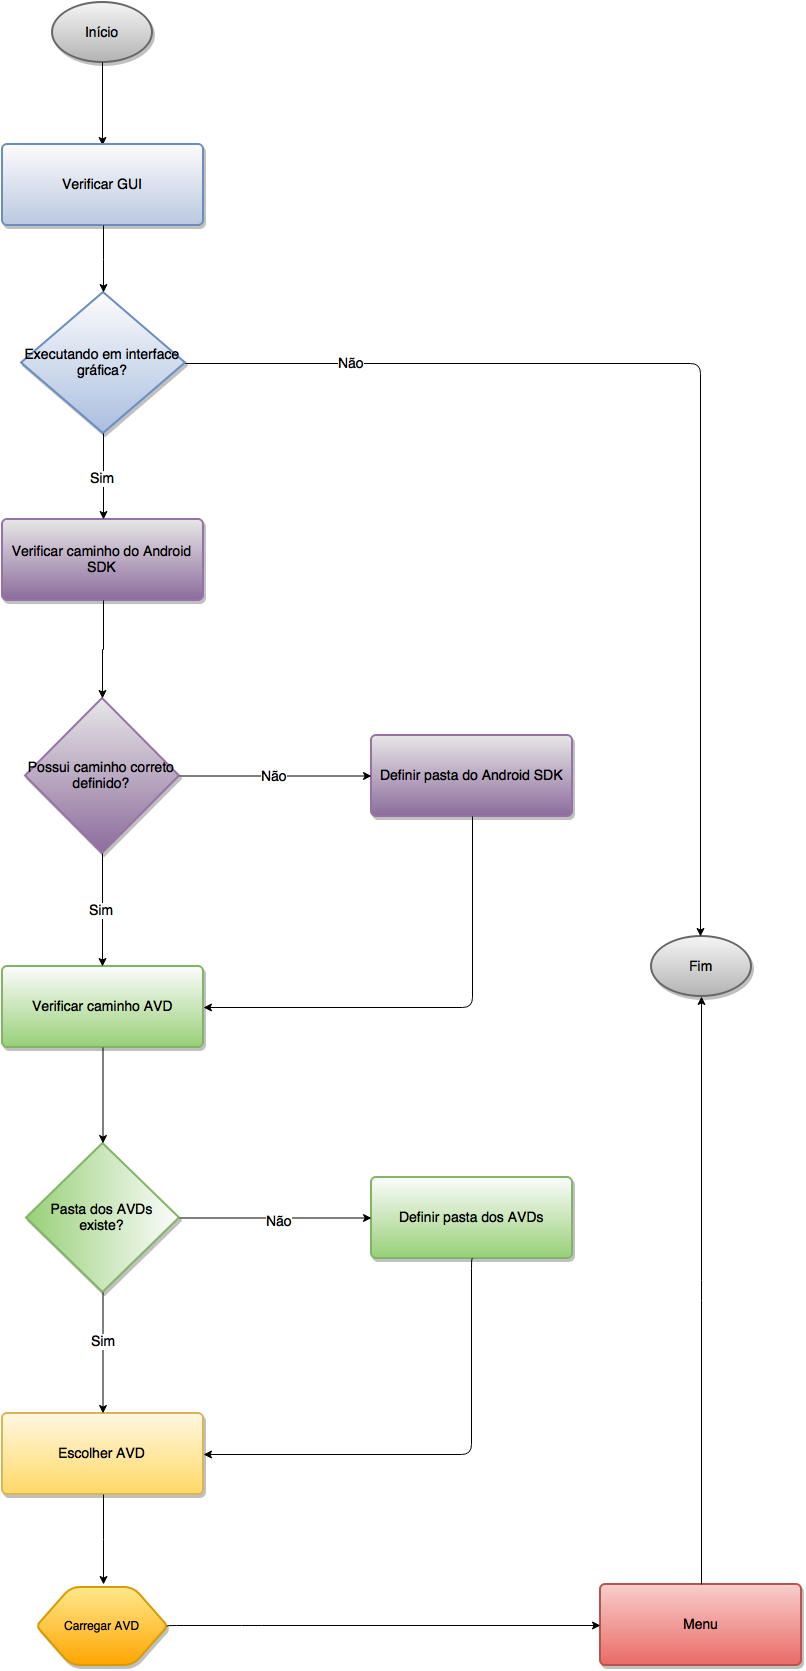 Início
Verificar GUI
Executando em interface
gráfica?
Não
Sim
Verificar caminho do Android
SDK
Possui caminho correto
definido?
Não
Definir pasta do Android SDK
Sim
Fim
Verificar caminho AVD
Pasta dos AVDs
existe?
Não
Definir pasta dos AVDs
Sim
Escolher AVD
Carregar AVD
Menu